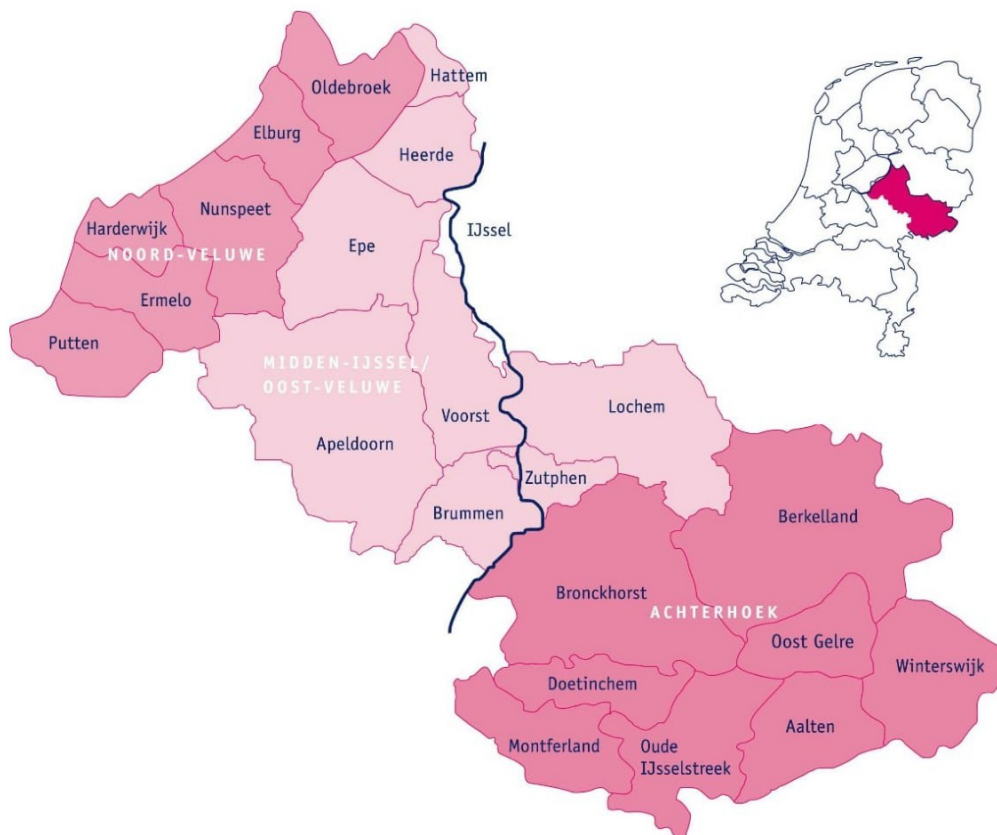 Hattem
Oldebroek
Elburg
Heerde
Nunspeet
Harderwijk
IJssel
Epe
NOORD-VELUWE
Ermelo
Putten
MIDDEN-IJSSEL/
OOST-VELUWE
Lochem
Voorst
Apeldoorn
Zutphen
Brummen
Berkelland
Bronckhorst
ACHTERHOEK
Oost Gelre
Winterswijk
Doetinchem
Aalten
Montferland
Oude
IJsselstreek